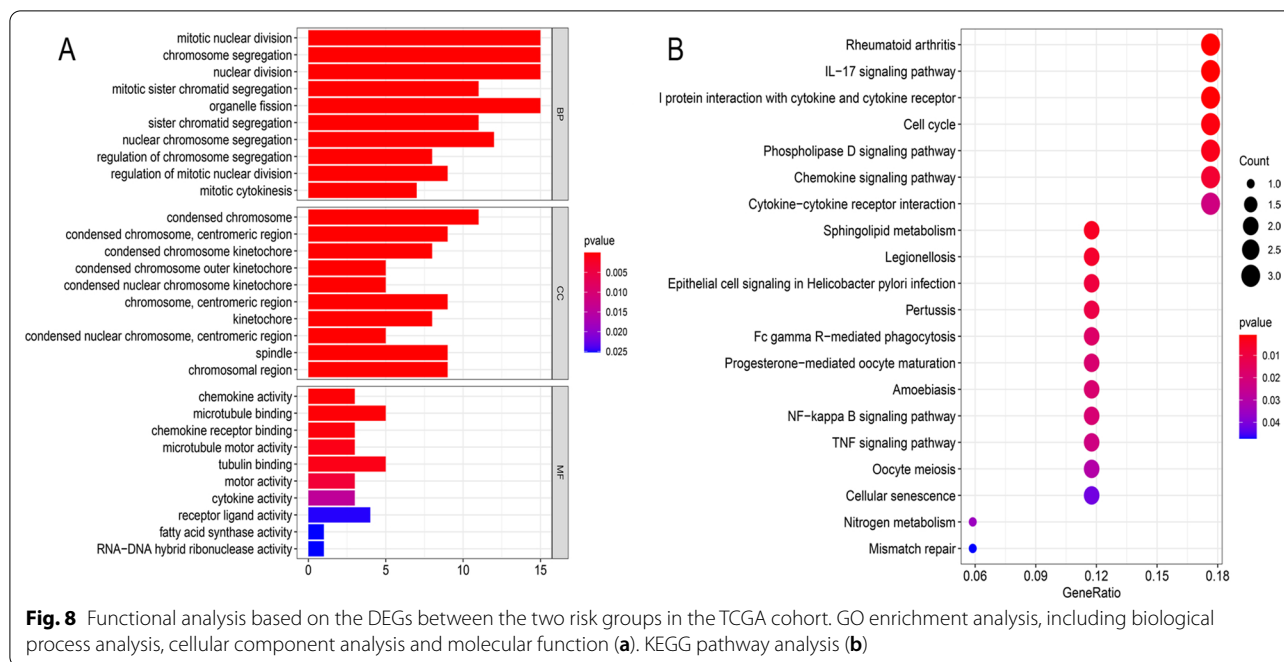 A
mitotic nuclear division
chromosome segregation
nuclear division
mitotic sister chromatid segregation
organelle fission
sister chromatid segregation
nuclear chromosome segregation
regulation of chromosome segregation
regulation of mitotic nuclear division
mitotic cytokinesis
BP
condensed chromosome
condensed chromosome, centromeric region
condensed chromosome kinetochore
condensed chromosome outer kinetochore
condensed nuclear chromosome kinetochore
chromosome, centromeric region
kinetochore
condensed nuclear chromosome, centromeric region
spindle
chromosomal region
CC
chemokine activity
microtubule binding
chemokine receptor binding
microtubule motor activity
tubulin binding
motor activity
cytokine activity
receptor ligand activity
fatty acid synthase activity
RNA−DNA hybrid ribonuclease activity
MF
0 5 10 15
pvalue
0.005
0.010
0.015
0.020
0.025
B
Rheumatoid arthritis
IL−17 signaling pathway
l protein interaction with cytokine and cytokine receptor
Cell cycle
Phospholipase D signaling pathway
Chemokine signaling pathway
Cytokine−cytokine receptor interaction
Sphingolipid metabolism
Legionellosis
Epithelial cell signaling in Helicobacter pylori infection
Pertussis
Fc gamma R−mediated phagocytosis
Progesterone−mediated oocyte maturation
Amoebiasis
NF−kappa B signaling pathway
TNF signaling pathway
Oocyte meiosis
Cellular senescence
Nitrogen metabolism
Mismatch repair
0.06 0.09 0.12 0.15 0.18
GeneRatio
Count
1.0
1.5
2.0
2.5
3.0
pvalue
0.01
0.02
0.03
0.04
Fig. 8 Functional analysis based on the DEGs between the two risk groups in the TCGA cohort. GO enrichment analysis, including biological
process analysis, cellular component analysis and molecular function (a). KEGG pathway analysis (b)